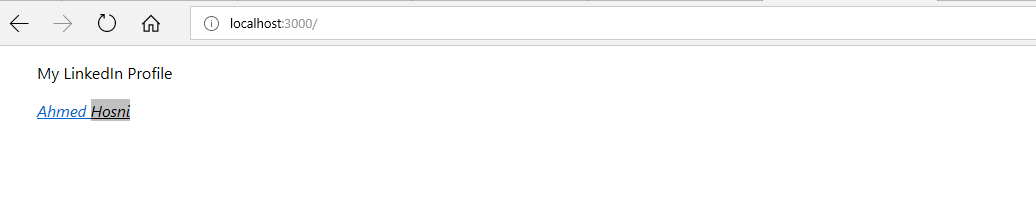 localhost:3000/
My LinkedIn Profile
Ahmed Hosni